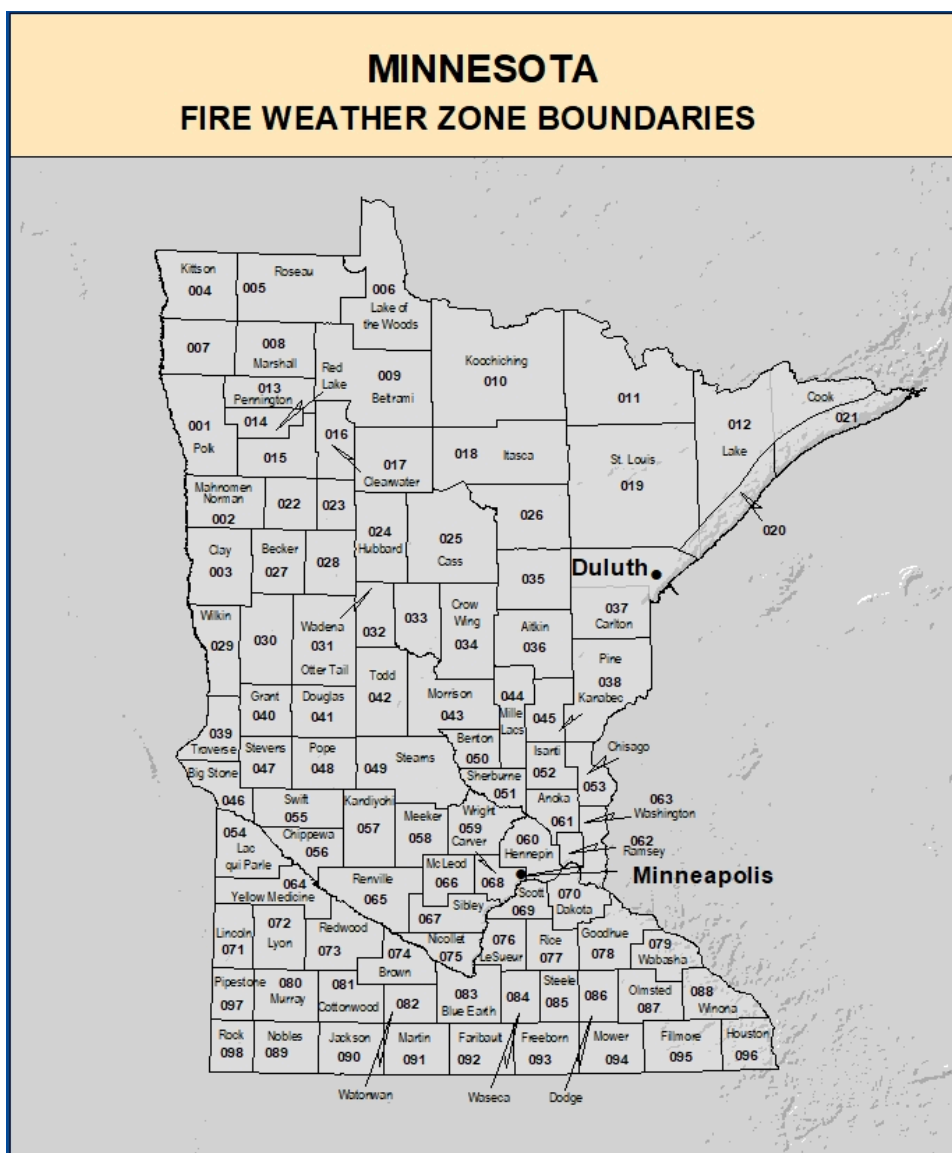 MINNESOTA
FIRE WEATHER ZONE BOUNDARIES
Kittson
004
Roseau
005
006
Lake of
the Woods
007
008
Marshall
Red
Lake
009
Beltrami
Koochiching
010
011
Cook
021
012
Lake
013
Pennington
014
001
Polk
015
016
017
Clearwater
018 Itasca
St. Louis
019
020
Mahnomen
Norman
002
022
023
024
Hubbard
025
Cass
026
Clay
003
Becker
027
028
035
Duluth
037
Carlton
Wilkin
029
030
Wadena
031
Otter Tail
032
033
Crow
Wing
034
Aitkin
036
Pine
038
Kanabec
Grant
040
Douglas
041
Todd
042
Morrison
043
044
Mille
Lacs
045
039
Traverse
Stevens
047
Pope
048
049
Stearns
Benton
050
Isanti
052
Chisago
053
Big Stone
046
Sherburne
051
Anoka
061
063
Washington
Swift
055
Kandiyohi
057
Meeker
058
Wright
059
Carver
060
Hennepin
062
Ramsey
054
Lac
qui Parle
Chippewa
056
064
Yellow Medicine
Renville
065
McLeod
066
068
Minneapolis
Scott
069
070
Dakota
067
Sibley
Lincoln
071
072
Lyon
Redwood
073
074
Brown
Nicollet
075
076
LeSueur
Rice
077
Goodhue
078
079
Wabasha
Pipestone
097
080
Murray
081
Cottonwood
082
083
Blue Earth
084
Steele
085
086
Olmsted
087
088
Winona
Rock
098
Nobles
089
Jackson
090
Martin
091
Faribault
092
Freeborn
093
Mower
094
Fillmore
095
Houston
096
Watonwan
Waseca
Dodge